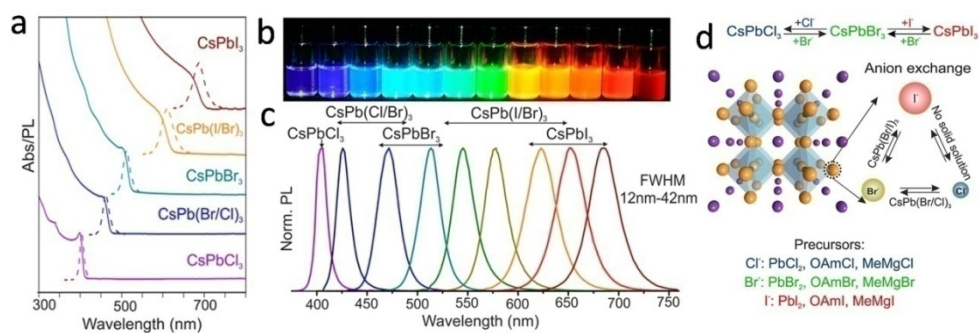 a
Abs/PL
CsPbI3
CsPb(I/Br)3
CsPbBr3
CsPb(Br/Cl)3
CsPbCl3
300 500 700
Wavelength (nm)
b
c
CsPb(Cl/Br)3 CsPb(I/Br)3
CsPbCl3 CsPbBr3 CsPbI3
FWHM
12nm-42nm
Norm. PL
400 450 500 550 600 650 700 750
Wavelength (nm)
d
CsPbCl3 +Cl- +Br- CsPbBr3 +I- +Br- CsPbI3
Anion exchange
I-
CsPb(Br/I)3
No solid solution
Br- Cl-
CsPb(Br/Cl)3
Precursors:
Cl-: PbCl2, OAmCl, MeMgCl
Br-: PbBr2, OAmBr, MeMgBr
I-: PbI2, OAmI, MeMgI